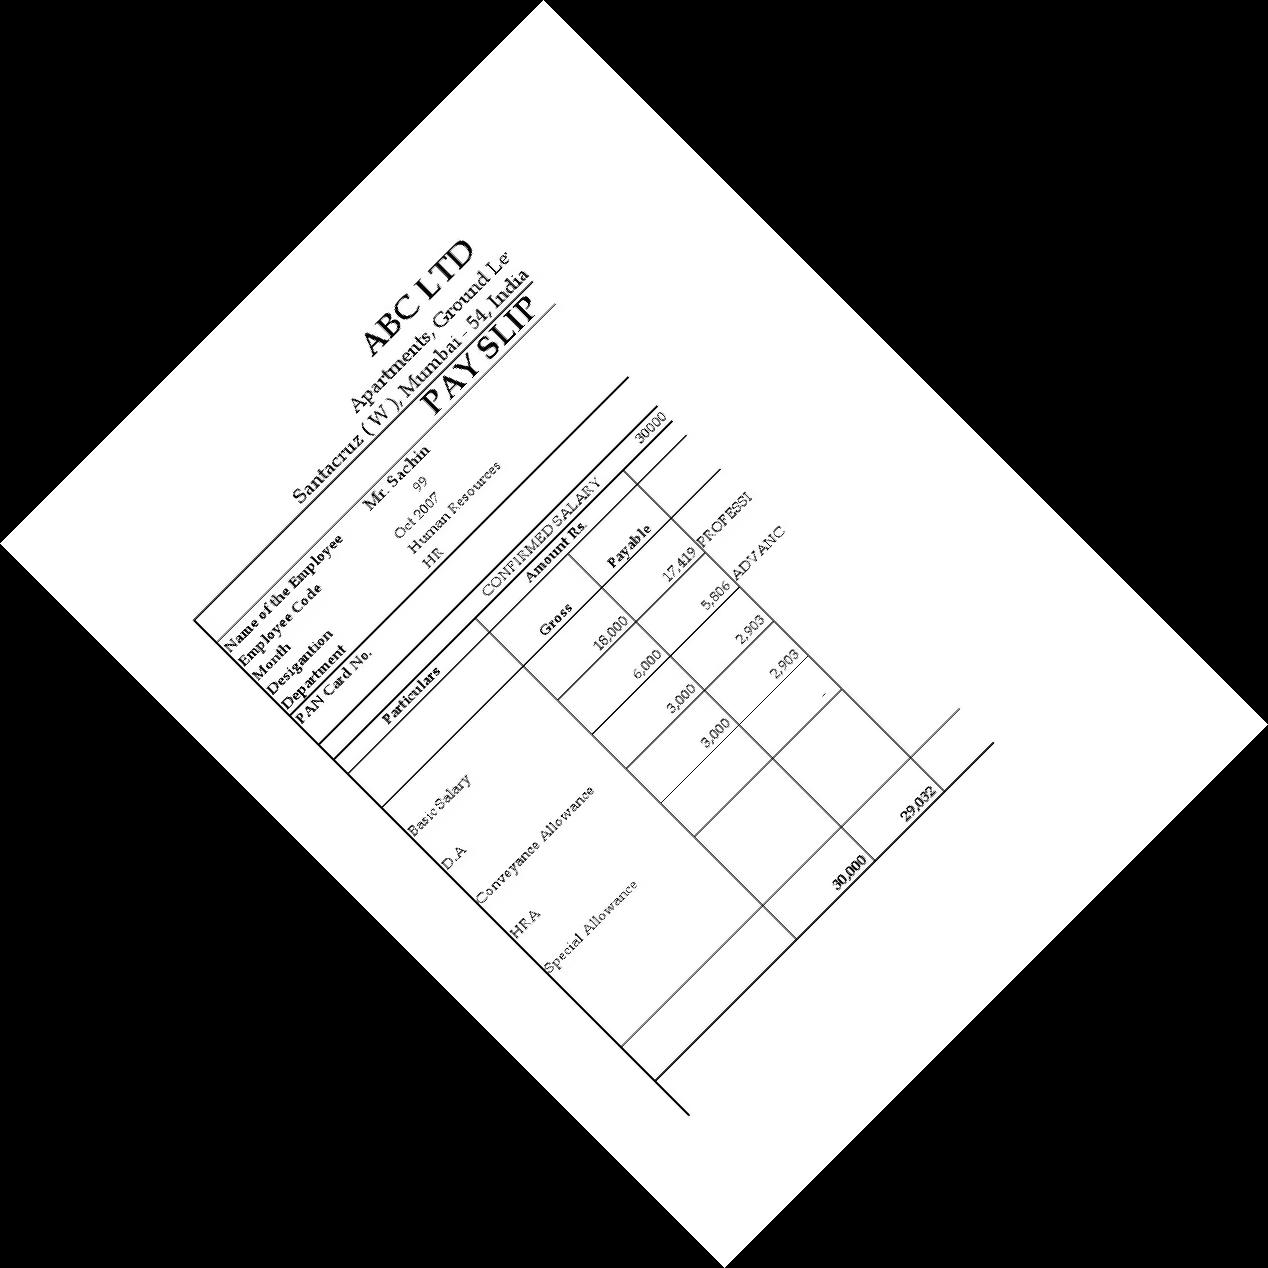 ABC LTD
Apartments, Ground Le
Santacruz ( W ), Mumbai - 54, India
PAY SLIP
Name of the Employee Mr. Sachin
Employee Code 99
Month Oct 2007
Desigantion Human Resources
Department HR
PAN Card No.
CONFIRMED SALARY 30000
Particulars Amount Rs.
Gross Payable
Basic Salary 18,000 17,419 PROFESSI
D.A 6,000 5,806 ADVANC
Conveyance Allowance 3,000 2,903
HRA 3,000 2,903
Special Allowance -
30,000 29,032